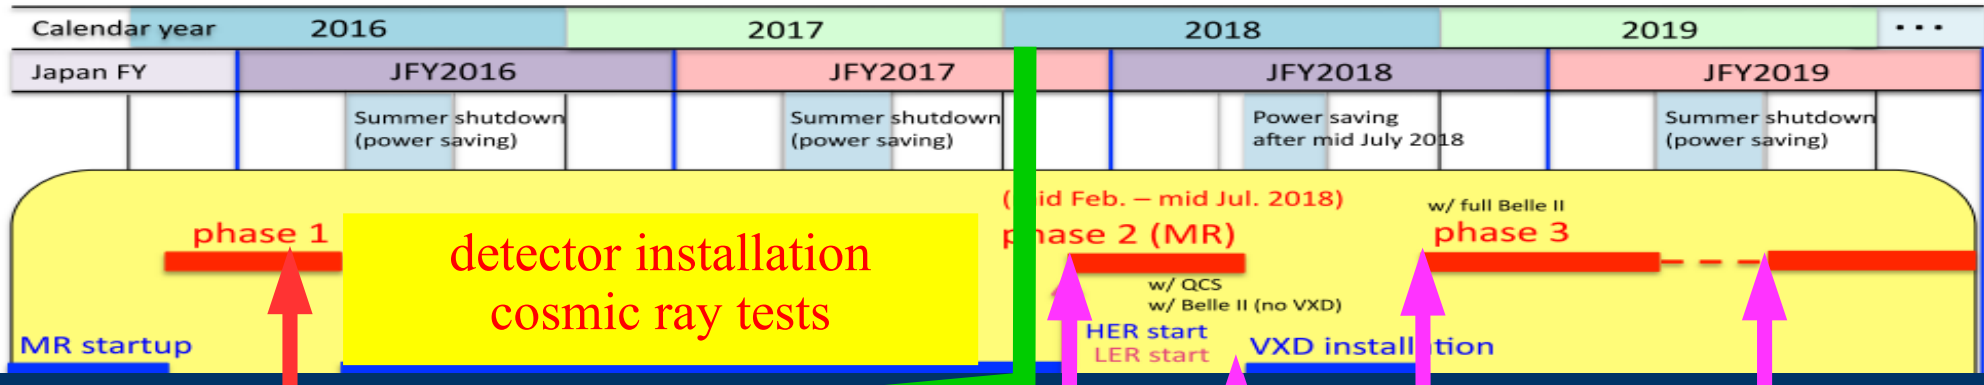 Calendar year 2016 2017 2018 2019 ...
Japan FY JFY2016 JFY2017 JFY2018 JFY2019
Summer shutdown
(power saving)
Summer shutdown
(power saving)
Power saving
after mid July 2018
Summer shutdown
(power saving)
phase 1
detector installation
cosmic ray tests
( id Feb. – mid Jul. 2018)
phase 2 (MR)
w/ QCS
w/ Belle II (no VXD)
w/ full Belle II
phase 3
MR startup
HER start
LER start
VXD installation